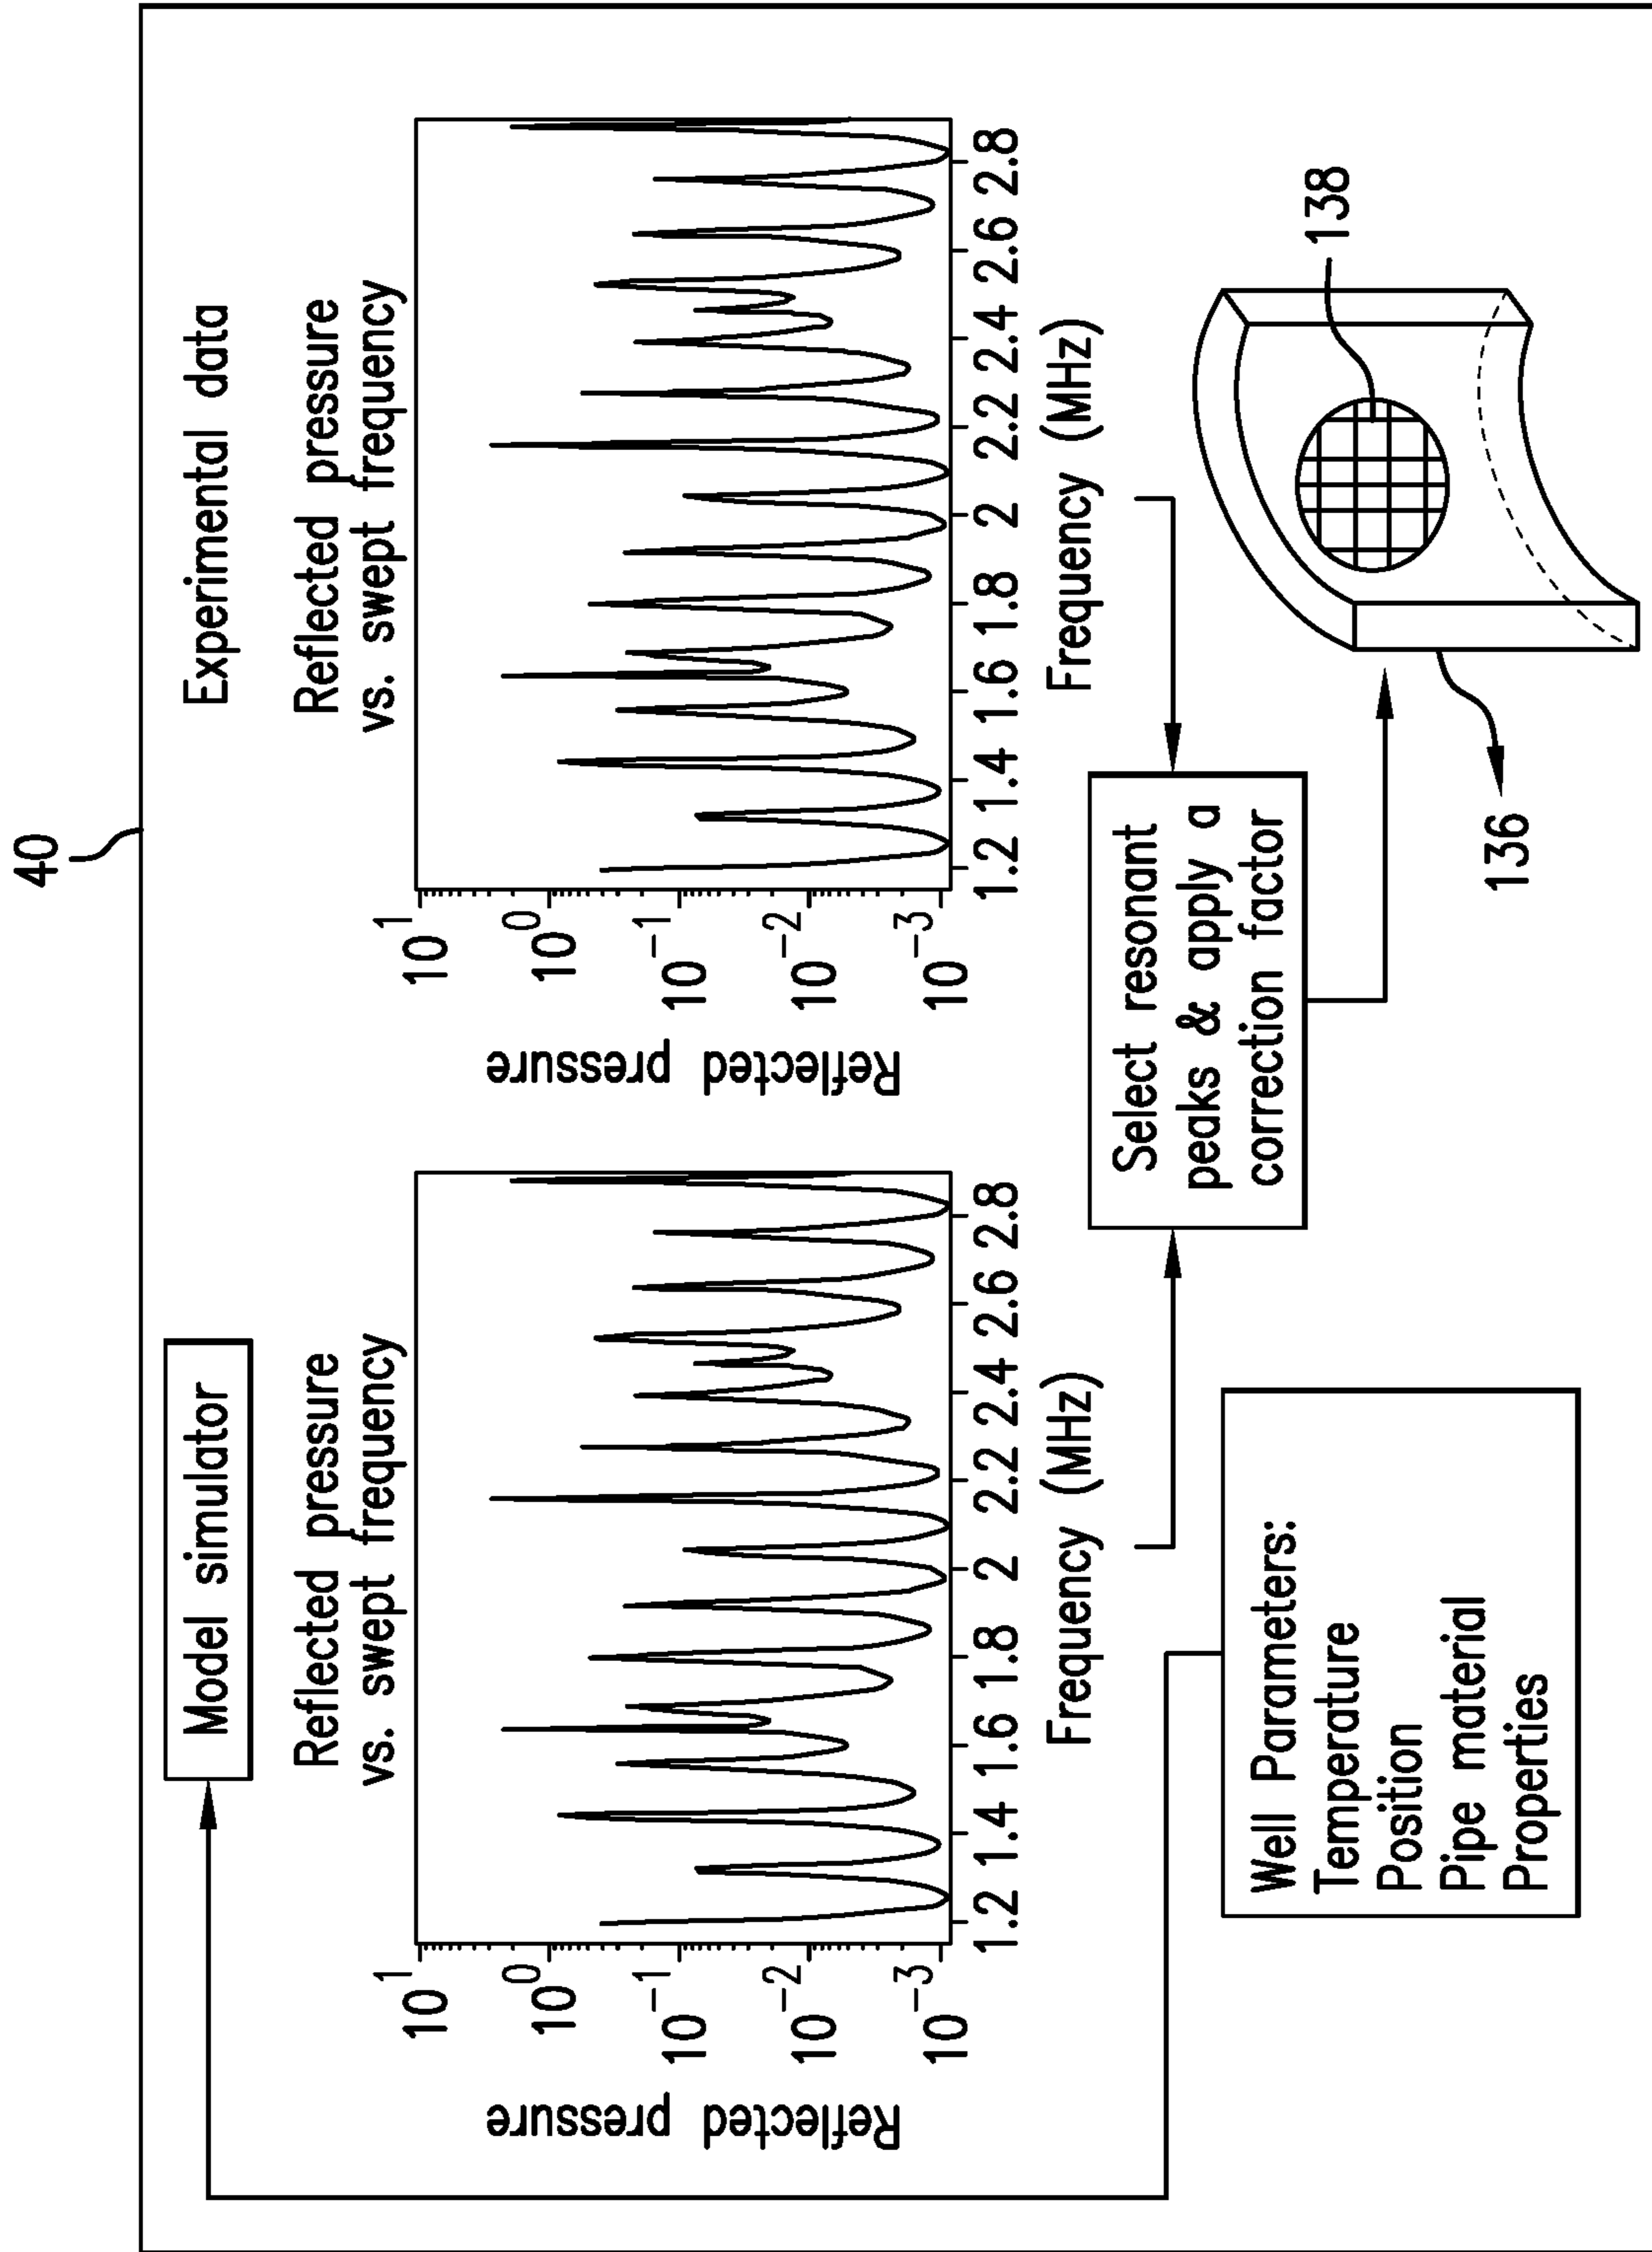 40
Model simulator
Experimental data
Reflected pressure
vs. swept frequency
Reflected pressure
10^1
10^0
10^-1
10^-2
10^-3
1.2 1.4 1.6 1.8 2 2.2 2.4 2.6 2.8
Frequency (MHz)
Reflected pressure
vs. swept frequency
Reflected pressure
10^1
10^0
10^-1
10^-2
10^-3
1.2 1.4 1.6 1.8 2 2.2 2.4 2.6 2.8
Frequency (MHz)
Select resonant
peaks & apply a
correction factor
Well Parameters:
Temperature
Position
Pipe material
Properties
138
136